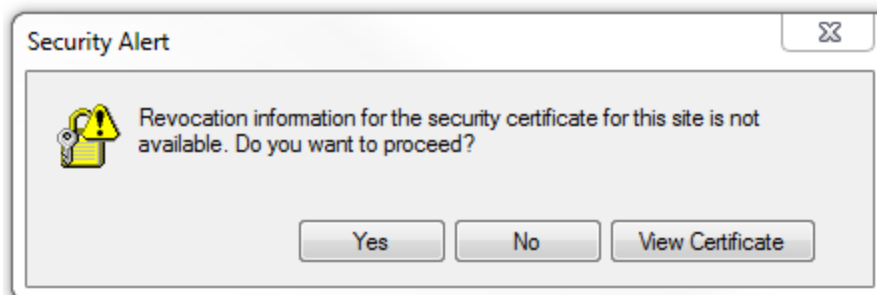 Security Alert
Revocation information for the security certificate for this site is not
available. Do you want to proceed?
Yes No View Certificate